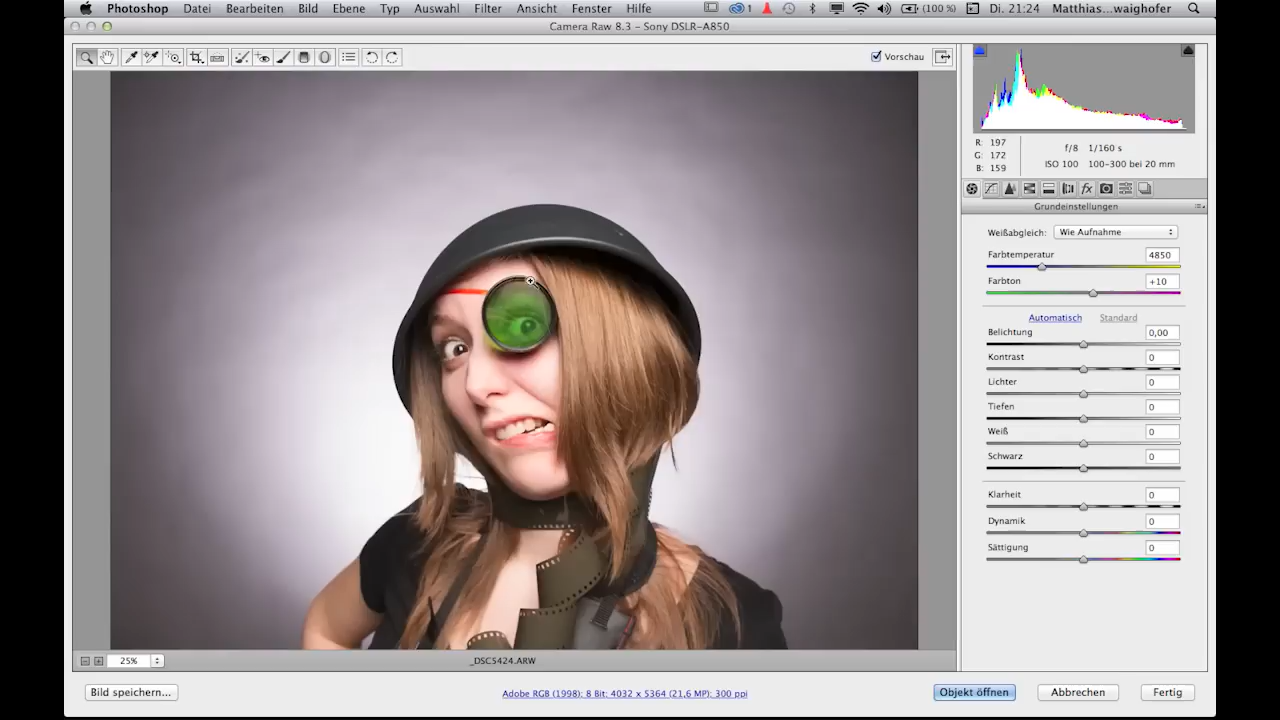 Photoshop Datei Bearbeiten Bild Ebene Typ Auswahl Filter Ansicht Fenster Hilfe 1 (100 %) Di. 21:24 Matthias...waighofer
Camera Raw 8.3 – Sony DSLR-A850
Vorschau
R: 197
G: 172
B: 159
f/8 1/160 s
ISO 100 100-300 bei 20 mm
fx
Grundeinstellungen
Weißabgleich: Wie Aufnahme
Farbtemperatur 4850
Farbton +10
Automatisch Standard
Belichtung 0,00
Kontrast 0
Lichter 0
Tiefen 0
Weiß 0
Schwarz 0
Klarheit 0
Dynamik 0
Sättigung 0
25% _DSC5424.ARW
Bild speichern... Adobe RGB (1998); 8 Bit; 4032 x 5364 (21,6 MP); 300 ppi Objekt öffnen Abbrechen Fertig